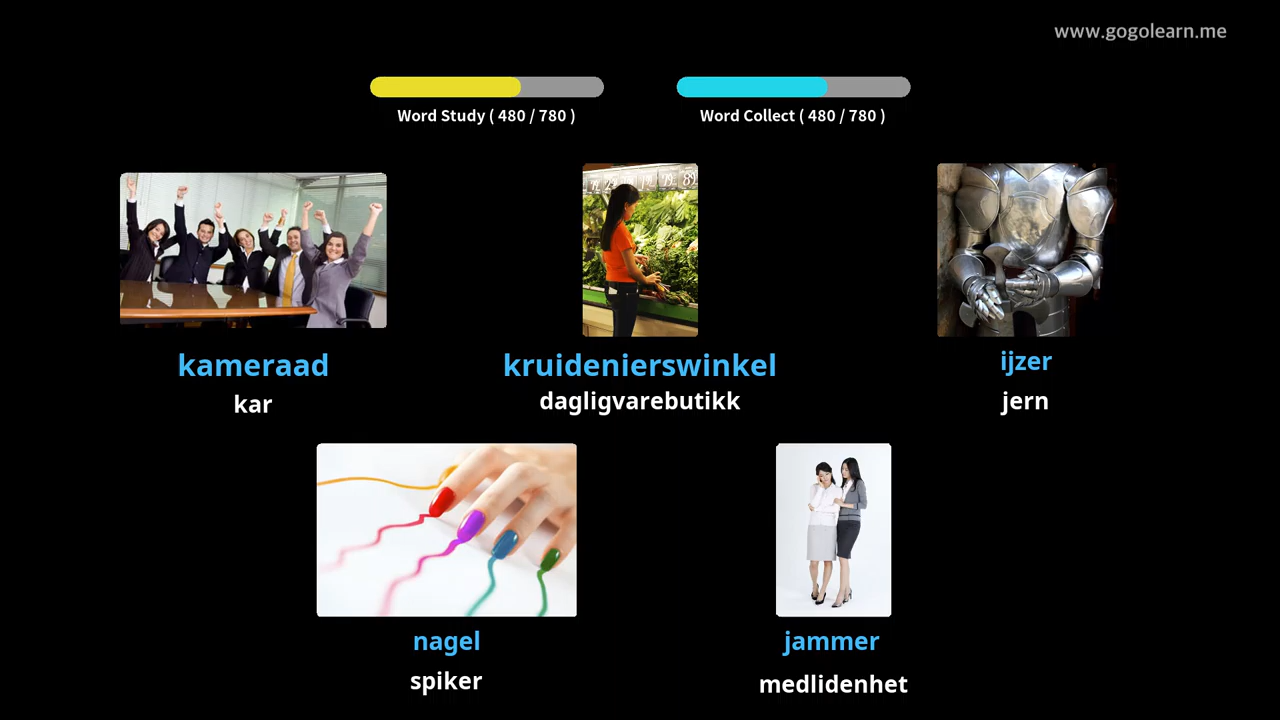 www.gogolearn.me
Word Study ( 480 / 780 )
Word Collect ( 480 / 780 )
kameraad
kar
kruidenierswinkel
dagligvarebutikk
ijzer
jern
nagel
spiker
jammer
medlidenhet